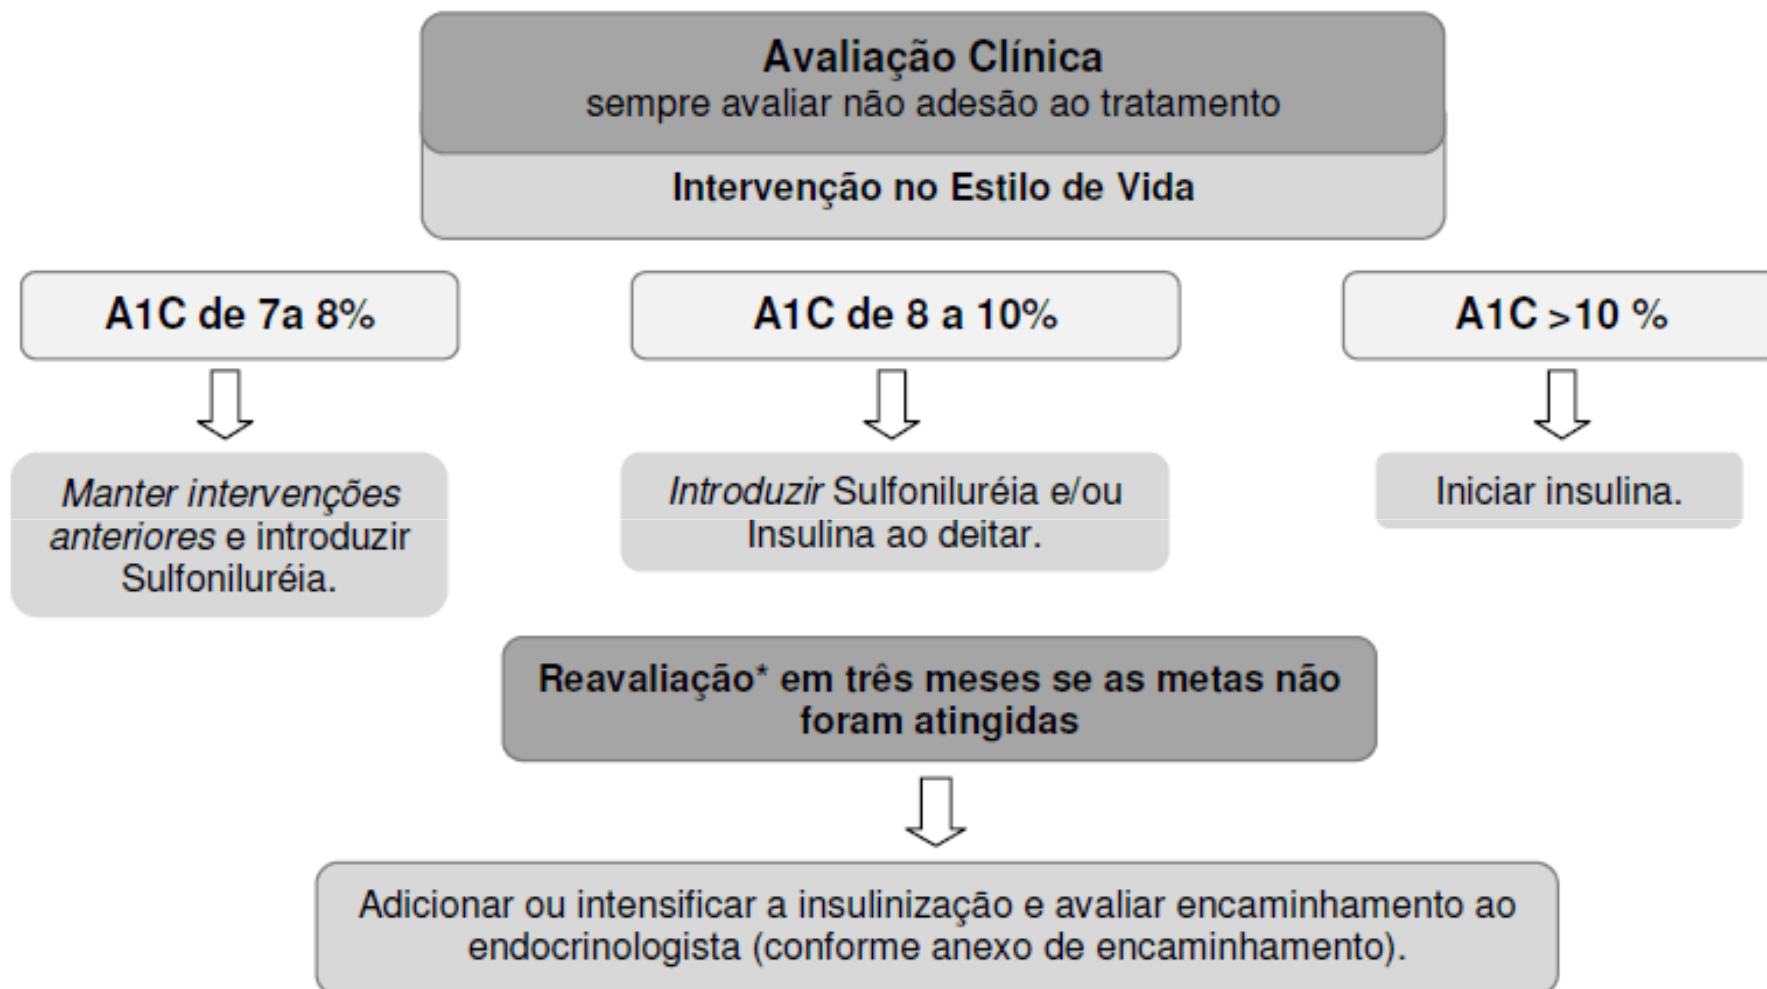 Avaliação Clínica
sempre avaliar não adesão ao tratamento
Intervenção no Estilo de Vida
A1C de 7a 8%
A1C de 8 a 10%
A1C >10 %
Manter intervenções
anteriores e introduzir
Sulfoniluréia.
Introduzir Sulfoniluréia e/ou
Insulina ao deitar.
Iniciar insulina.
Reavaliação* em três meses se as metas não
foram atingidas
Adicionar ou intensificar a insulinização e avaliar encaminhamento ao
endocrinologista (conforme anexo de encaminhamento).